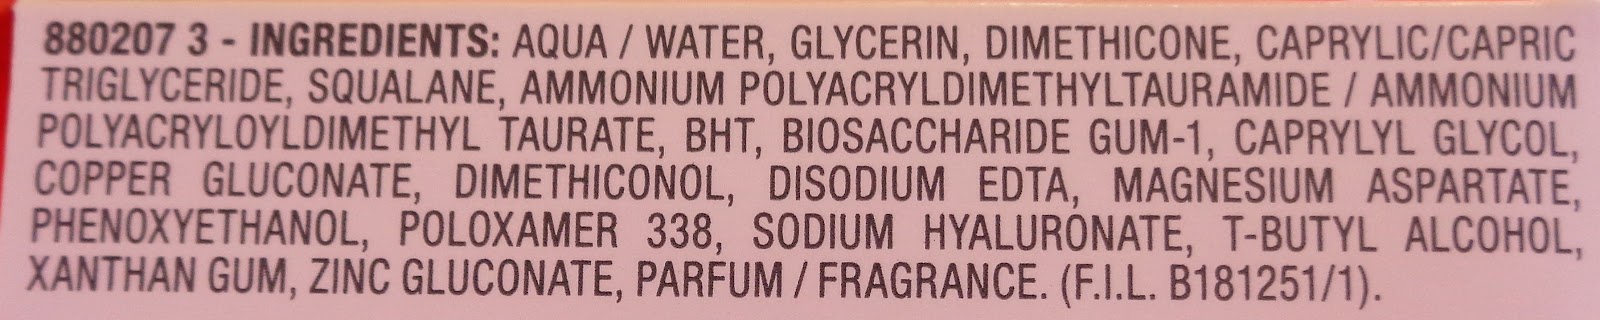 880207 3 - INGREDIENTS: AQUA / WATER, GLYCERIN, DIMETHICONE, CAPRYLIC/CAPRIC
TRIGLYCERIDE, SQUALANE, AMMONIUM POLYACRYLDIMETHYLTAURAMIDE / AMMONIUM
POLYACRYLOYLDIMETHYL TAURATE, BHT, BIOSACCHARIDE GUM-1, CAPRYLYL GLYCOL,
COPPER GLUCONATE, DIMETHICONOL, DISODIUM EDTA, MAGNESIUM ASPARTATE,
PHENOXYETHANOL, POLOXAMER 338, SODIUM HYALURONATE, T-BUTYL ALCOHOL,
XANTHAN GUM, ZINC GLUCONATE, PARFUM / FRAGRANCE. (F.I.L. B181251/1).